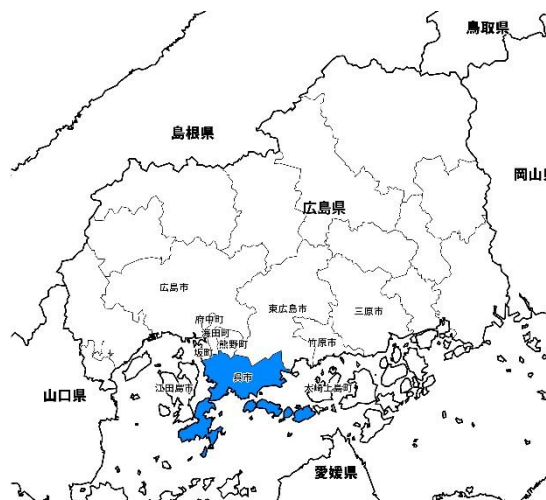 鳥取県
島根県
岡山県
広島県
広島市
府中町
海田町
東広島市
三原市
熊野町
竹原市
坂町
呉市
江田島市
大崎上島町
山口県
愛媛県